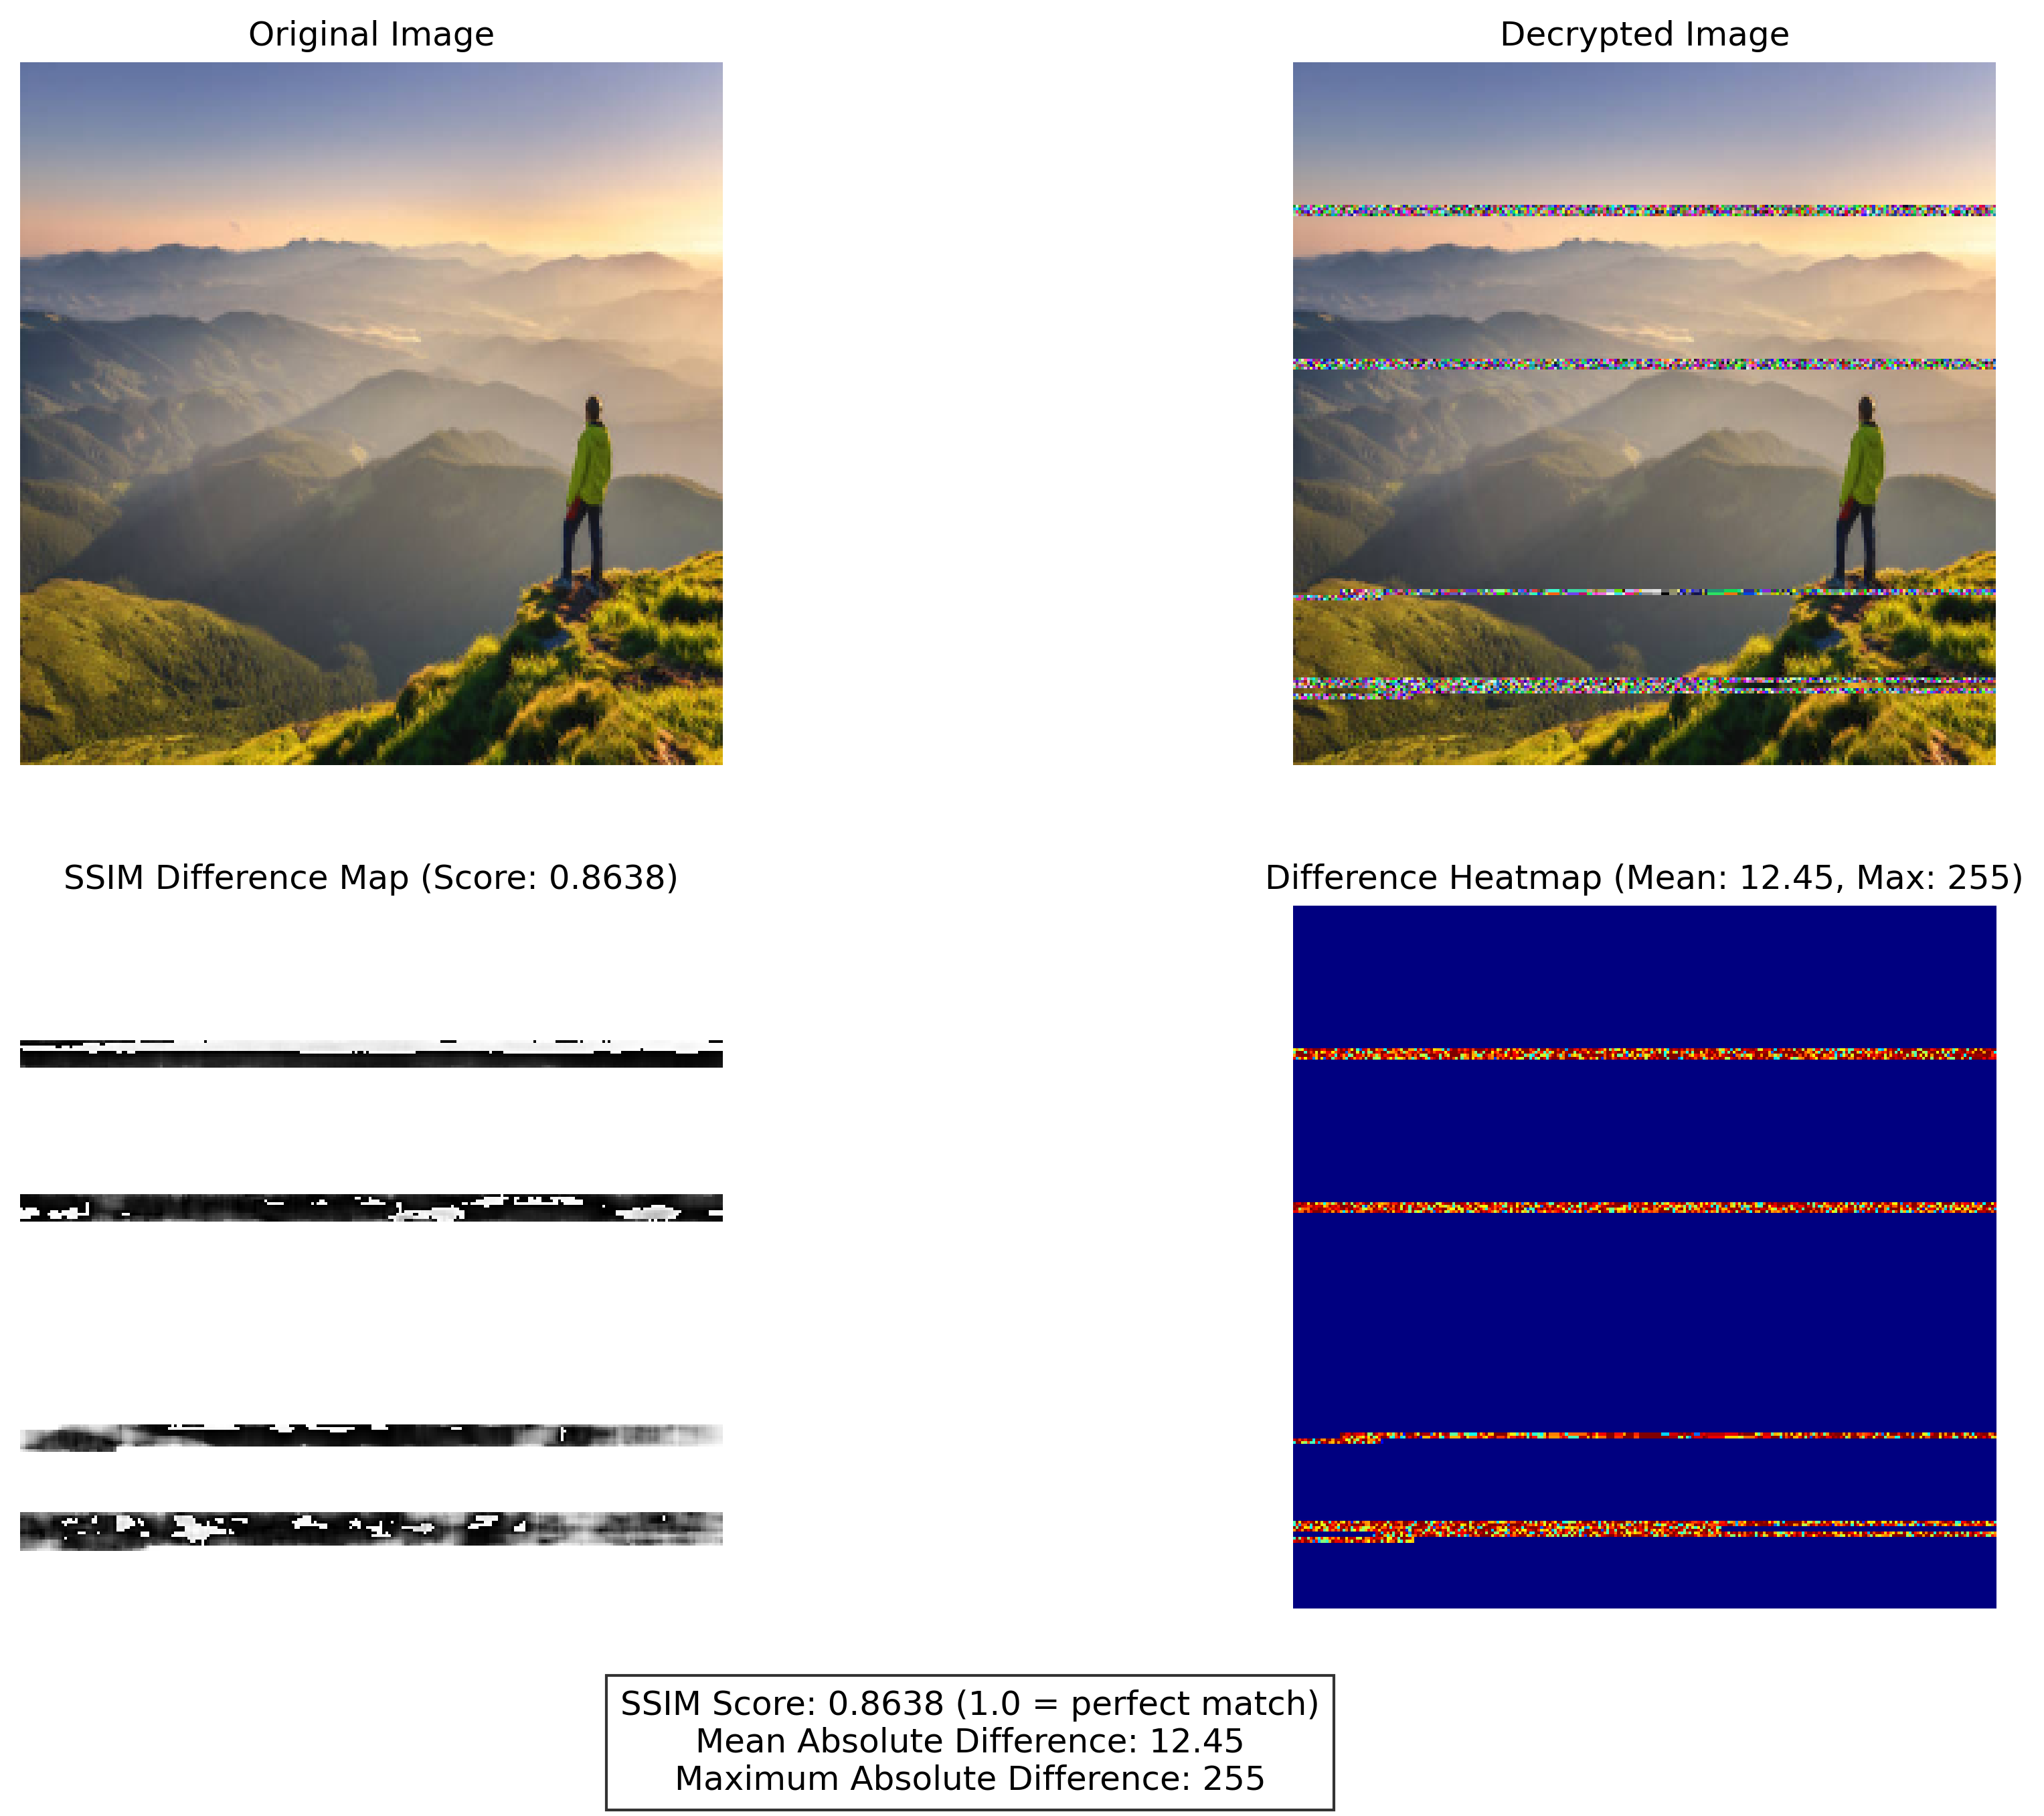 Original Image
Decrypted Image
SSIM Difference Map (Score: 0.8638)
Difference Heatmap (Mean: 12.45, Max: 255)
SSIM Score: 0.8638 (1.0 = perfect match)
Mean Absolute Difference: 12.45
Maximum Absolute Difference: 255